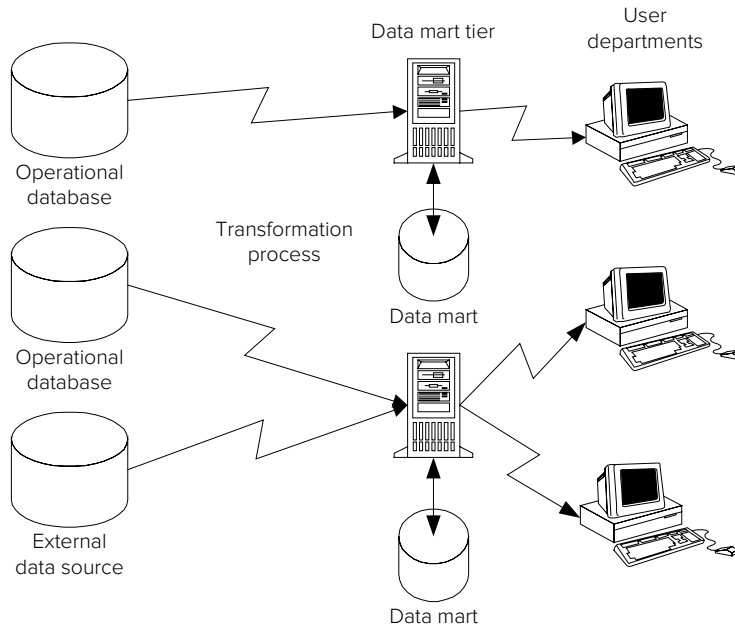 User
departments
Data mart tier
Operational
database
Transformation
process
Data mart
Operational
database
External
data source
Data mart